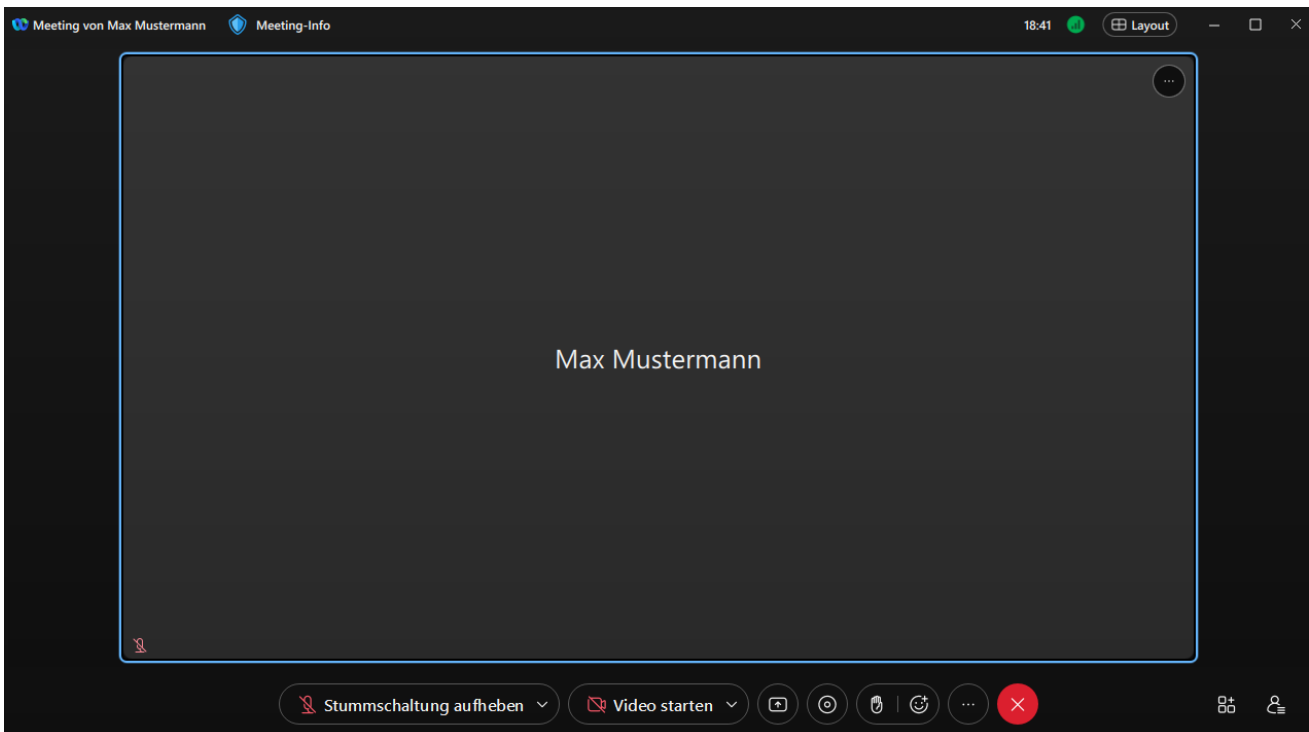 Meeting von Max Mustermann
Meeting-Info
18:41
Layout
Max Mustermann
Stummschaltung aufheben
Video starten